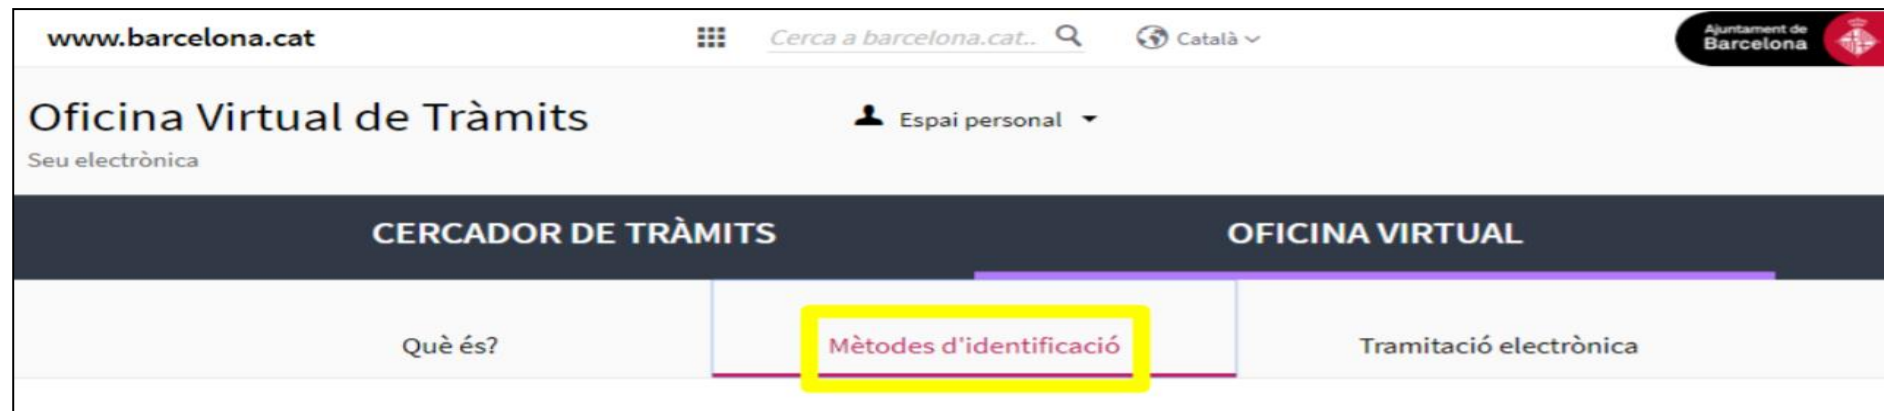 www.barcelona.cat
Cerca a barcelona.cat..
Català
Ajuntament de
Barcelona
Oficina Virtual de Tràmits
Espai personal
Seu electrònica
CERCADOR DE TRÀMITS
OFICINA VIRTUAL
Què és?
Mètodes d'identificació
Tramitació electrònica